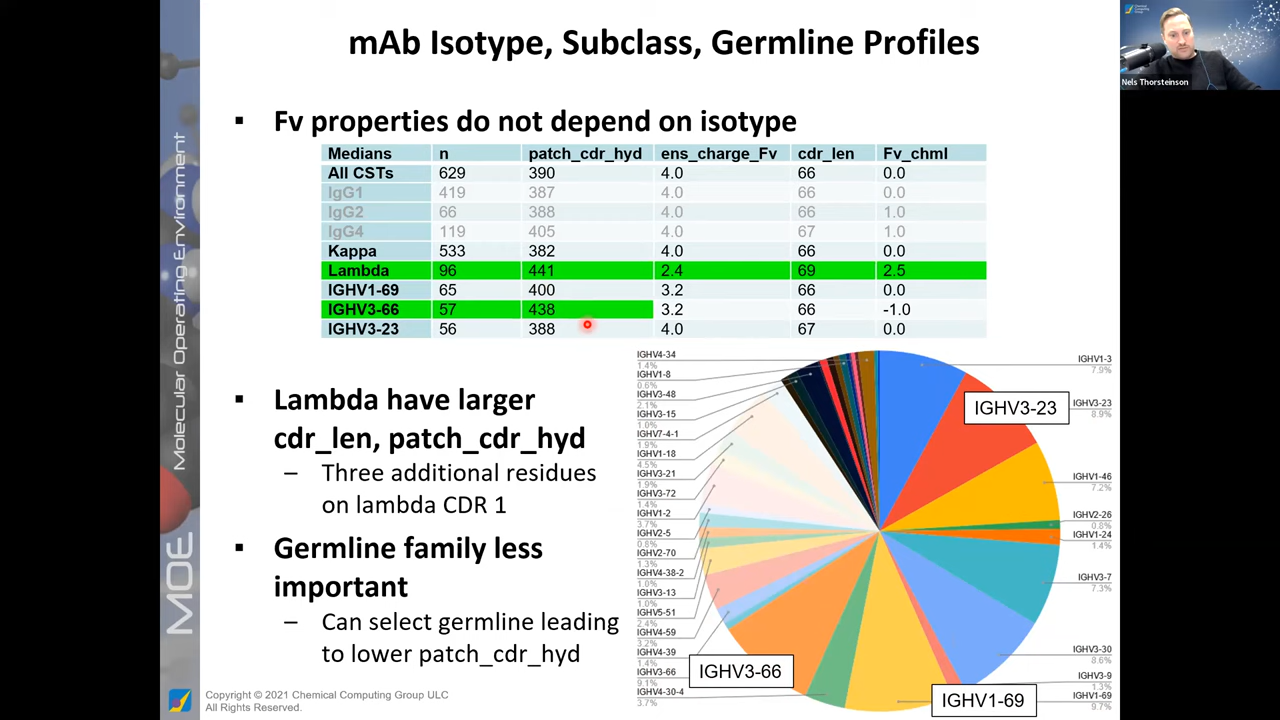 mAb Isotype, Subclass, Germline Profiles
Chemical Computing Group
Nels Thorsteinson
MOE Molecular Operating Environment
▪ Fv properties do not depend on isotype
Medians n patch_cdr_hyd ens_charge_Fv cdr_len Fv_chml
All CSTs 629 390 4.0 66 0.0
IgG1 419 387 4.0 66 0.0
IgG2 66 388 4.0 66 1.0
IgG4 119 405 4.0 67 1.0
Kappa 533 382 4.0 66 0.0
Lambda 96 441 2.4 69 2.5
IGHV1-69 65 400 3.2 66 0.0
IGHV3-66 57 438 3.2 66 -1.0
IGHV3-23 56 388 4.0 67 0.0
▪ Lambda have larger
cdr_len, patch_cdr_hyd
– Three additional residues
on lambda CDR 1
▪ Germline family less
important
– Can select germline leading
to lower patch_cdr_hyd
IGHV4-34
1.4%
IGHV1-8
0.6%
IGHV3-48
2.1%
IGHV3-15
1.0%
IGHV7-4-1
1.9%
IGHV1-18
4.5%
IGHV3-21
1.9%
IGHV3-72
1.4%
IGHV1-2
3.7%
IGHV2-5
0.8%
IGHV2-70
1.3%
IGHV4-38-2
1.0%
IGHV3-13
1.0%
IGHV5-51
2.4%
IGHV4-59
3.2%
IGHV4-39
1.4%
IGHV3-66
9.1%
IGHV4-30-4
3.7%
IGHV1-3
7.9%
IGHV3-23
8.9%
IGHV1-46
7.2%
IGHV2-26
0.8%
IGHV1-24
1.4%
IGHV3-7
7.3%
IGHV3-30
8.6%
IGHV3-9
1.3%
IGHV1-69
9.7%
IGHV3-23
IGHV3-66
IGHV1-69
Copyright © 2021 Chemical Computing Group ULC
All Rights Reserved.